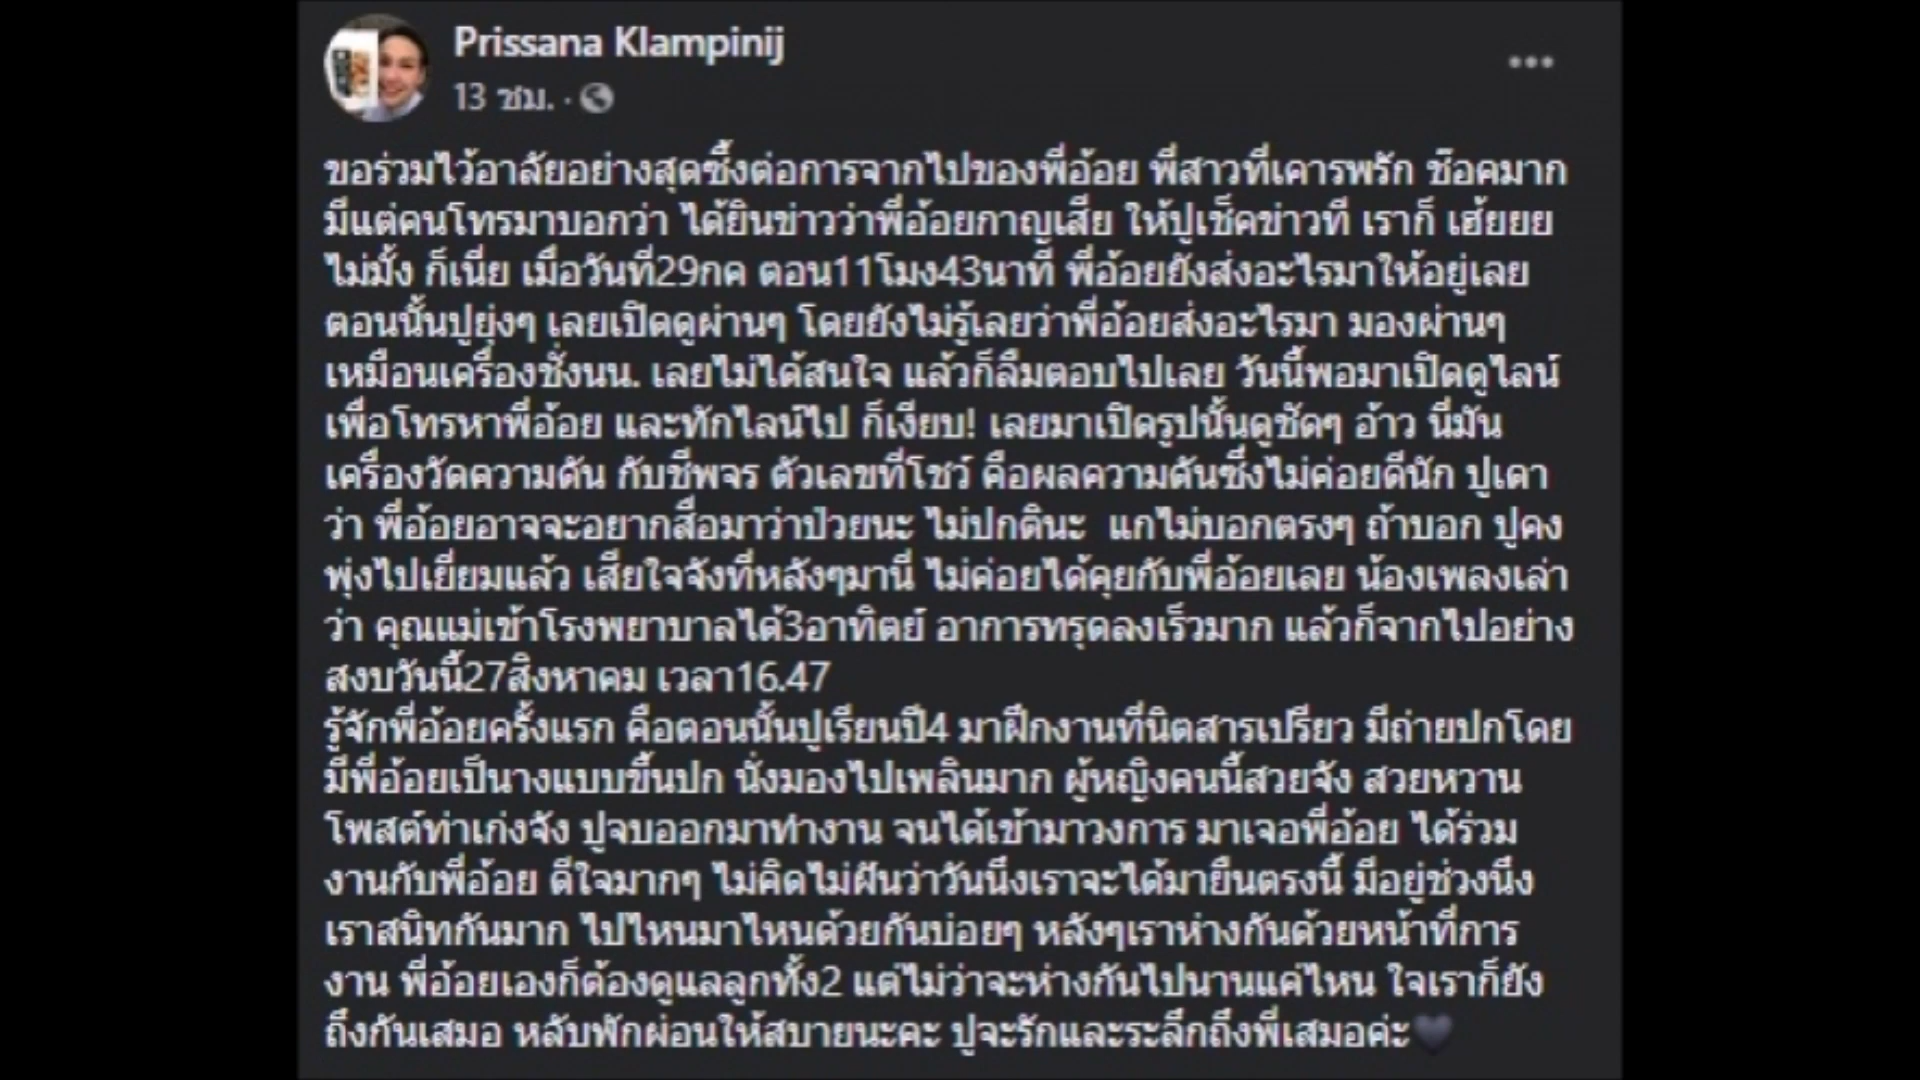 Prissana Klampinij
13 ชม.
ขอร่วมไว้อาลัยอย่างสุดซึ้งต่อการจากไปของพี่อ้อย พี่สาวที่เคารพรัก ช๊อคมาก
มีแต่คนโทรมาบอกว่า ได้ยินข่าวว่าพี่อ้อยกาญเสีย ให้ปูเช็คข่าวที เราก็ เฮ้ยยย
ไม่มั้ง ก็เนี่ย เมื่อวันที่29กค ตอน11โมง43นาที พี่อ้อยยังส่งอะไรมาให้อยู่เลย
ตอนนั้นปูยุ่งๆ เลยเปิดดูผ่านๆ โดยยังไม่รู้เลยว่าพี่อ้อยส่งอะไรมา มองผ่านๆ
เหมือนเครื่องชั่งนน. เลยไม่ได้สนใจ แล้วก็ลืมตอบไปเลย วันนี้พอมาเปิดดูไลน์
เพื่อโทรหาพี่อ้อย และทักไลน์ไป ก็เงียบ! เลยมาเปิดรูปนั้นดูชัดๆ อ้าว นี่มัน
เครื่องวัดความดัน กับชีพจร ตัวเลขที่โชว์ คือผลความดันซึ่งไม่ค่อยดีนัก ปูเดา
ว่า พี่อ้อยอาจจะอยากสื่อมาว่าป่วยนะ ไม่ปกตินะ แกไม่บอกตรงๆ ถ้าบอก ปูคง
พุ่งไปเยี่ยมแล้ว เสียใจจังที่หลังๆมานี่ ไม่ค่อยได้คุยกับพี่อ้อยเลย น้องเพลงเล่า
ว่า คุณแม่เข้าโรงพยาบาลได้3อาทิตย์ อาการทรุดลงเร็วมาก แล้วก็จากไปอย่าง
สงบวันนี้27สิงหาคม เวลา16.47
รู้จักพี่อ้อยครั้งแรก คือตอนนั้นปูเรียนปี4 มาฝึกงานที่นิตสารเปรียว มีถ่ายปกโดย
มีพี่อ้อยเป็นางแบบขึ้นปก นั่งมองไปเพลินมาก ผู้หญิงคนนี้สวยจัง สวยหวาน
โพสต์ท่าเก่งจัง ปูจบออกมาทำงาน จนได้เข้ามาวงการ มาเจอพี่อ้อย ได้ร่วม
งานกับพี่อ้อย ดีใจมากๆ ไม่คิดไม่ฝันว่าวันนึงเราจะได้มายืนตรงนี้ มีอยู่ช่วงนึง
เราสนิทกันมาก ไปไหนมาไหนด้วยกันบ่อยๆ หลังๆเราห่างกันด้วยหน้าที่การ
งาน พี่อ้อยเองก็ต้องดูแลลูกทั้ง2 แต่ไม่ว่าจะห่างกันไปนานแค่ไหน ใจเราก็ยัง
ถึงกันเสมอ หลับพักผ่อนให้สบายนะคะ ปูจะรักและระลึกถึงพี่เสมอค่ะ🖤